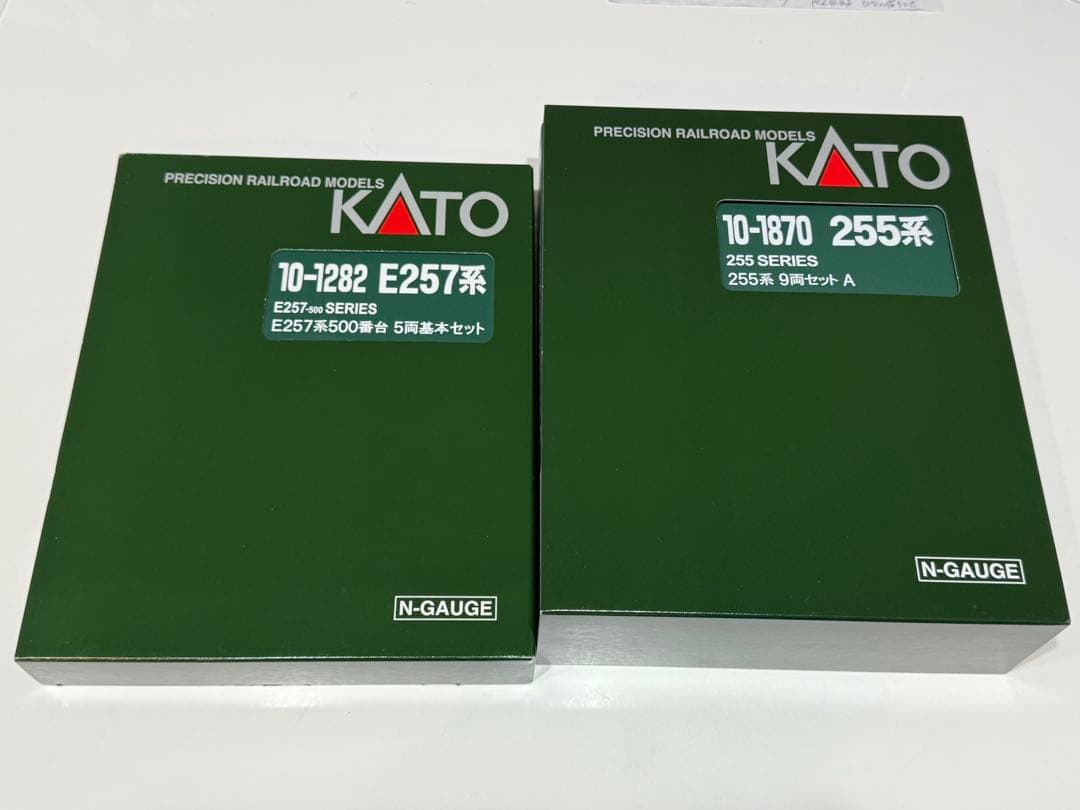 PRECISION RAILROAD MODELS
KATO
10-1282 E257系
E257-500 SERIES
E257系500番台 5両基本セット
N-GAUGE
PRECISION RAILROAD MODELS
KATO
10-1870 255系
255 SERIES
255系 9両セット A
N-GAUGE